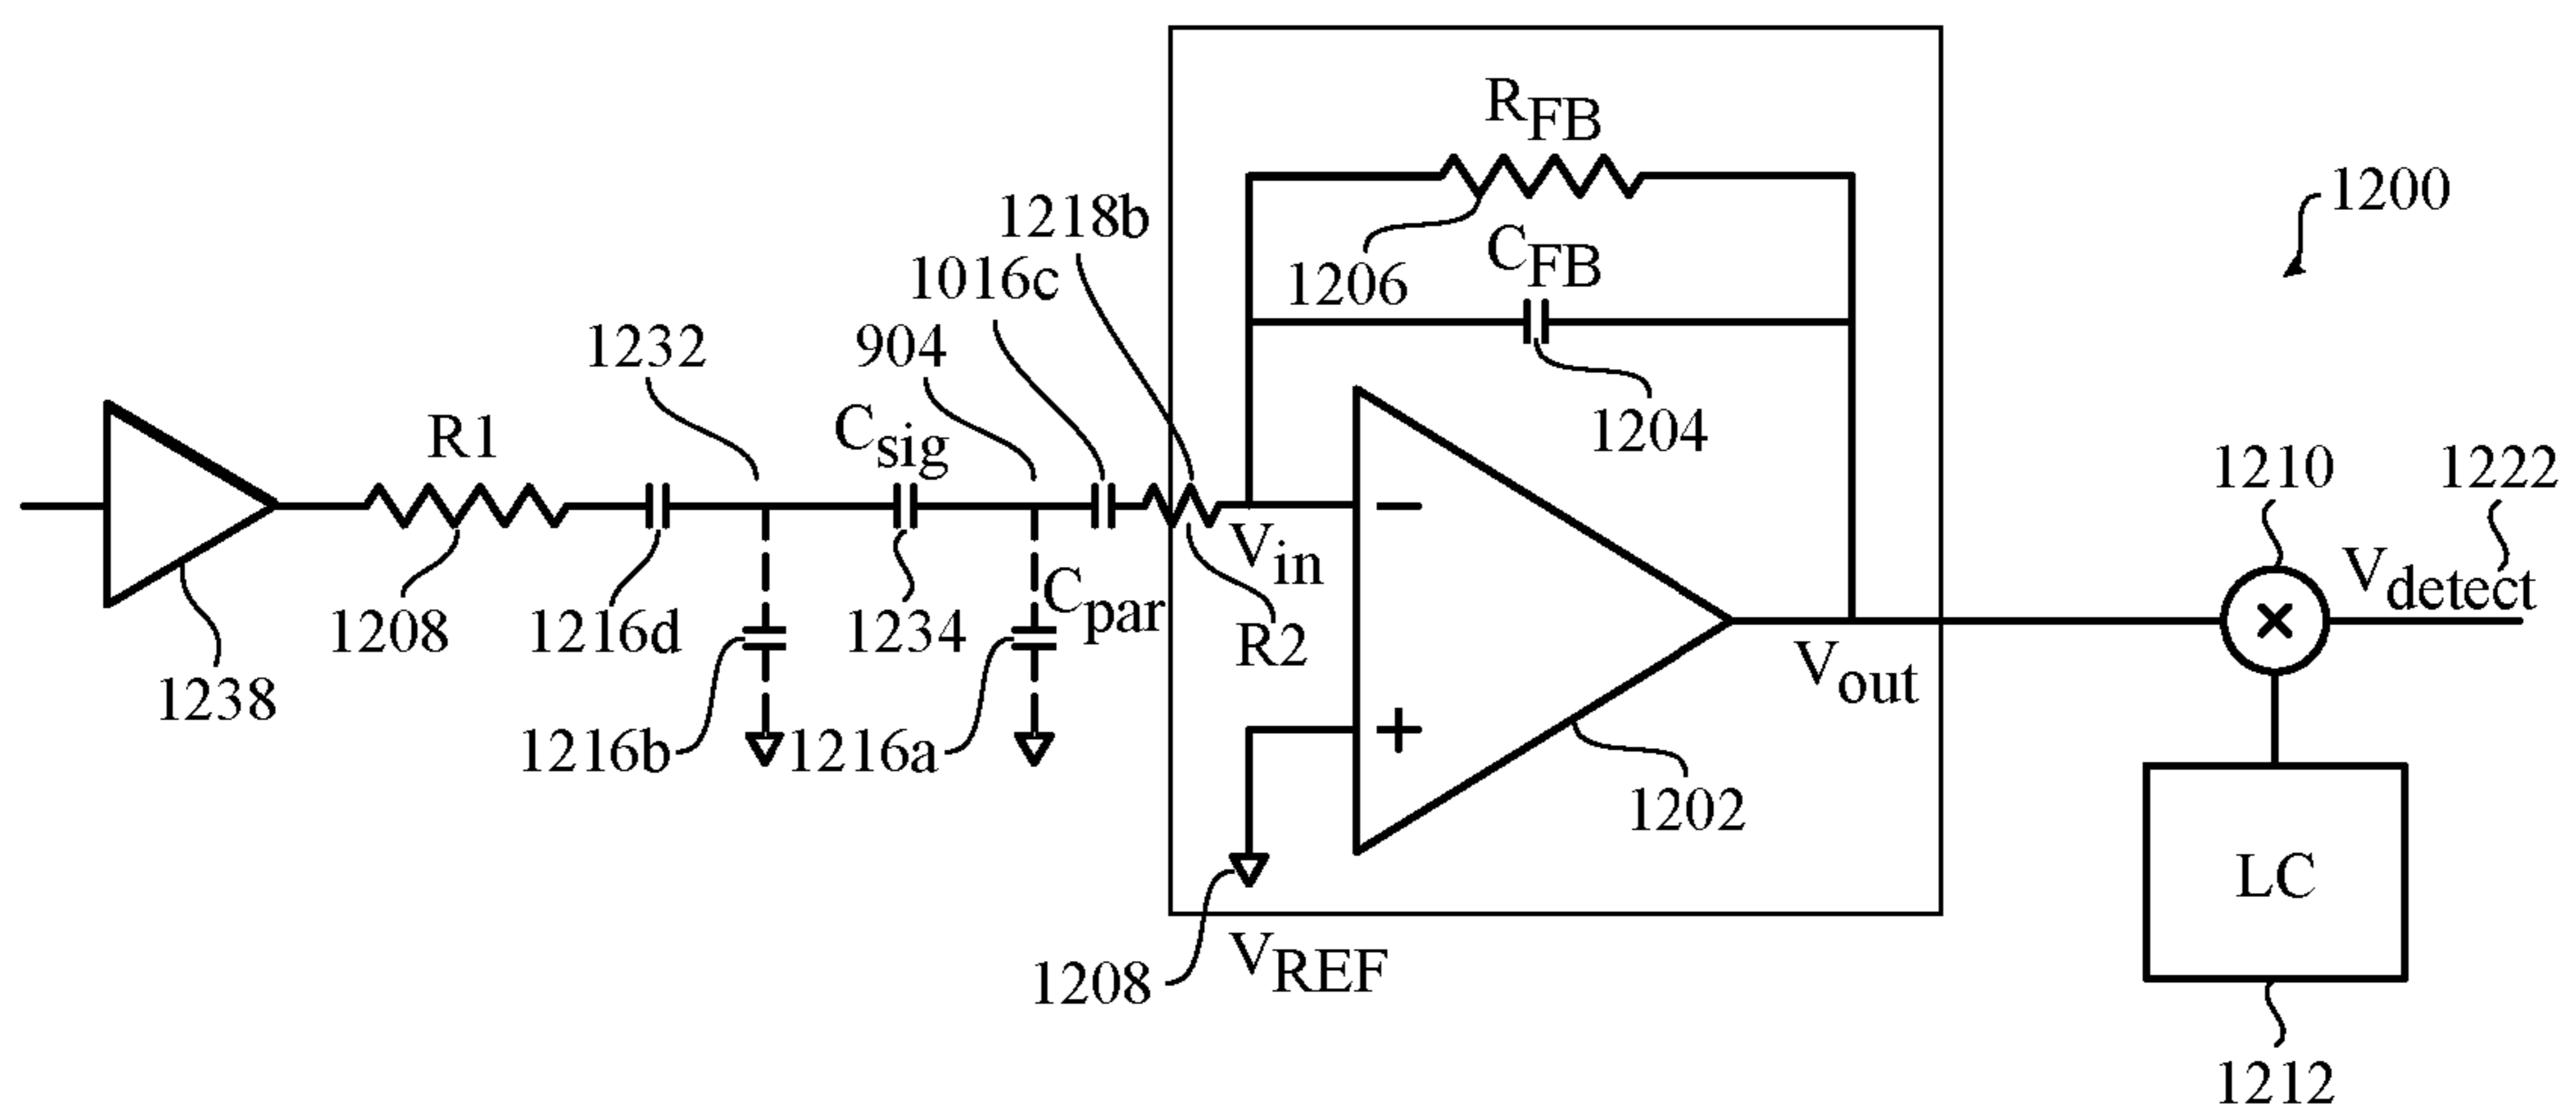 R_FB
1200
1218b
1016c
C_FB
1206
904
1232
1204
C_sig
R1
1210
1222
V_in
V_detect
C_par
1208
1216d
1234
R2
V_out
1238
1216b
1216a
1202
LC
V_REF
1208
1212
−
+
×